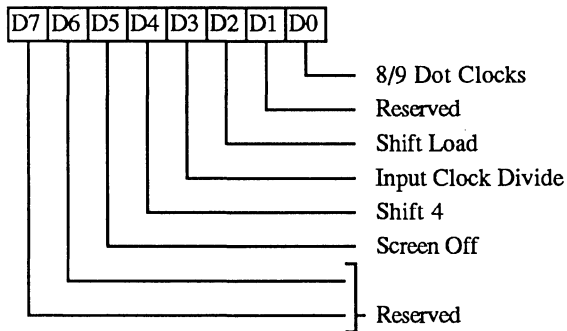 D7 D6 D5 D4 D3 D2 D1 D0
8/9 Dot Clocks
Reserved
Shift Load
Input Clock Divide
Shift 4
Screen Off
Reserved